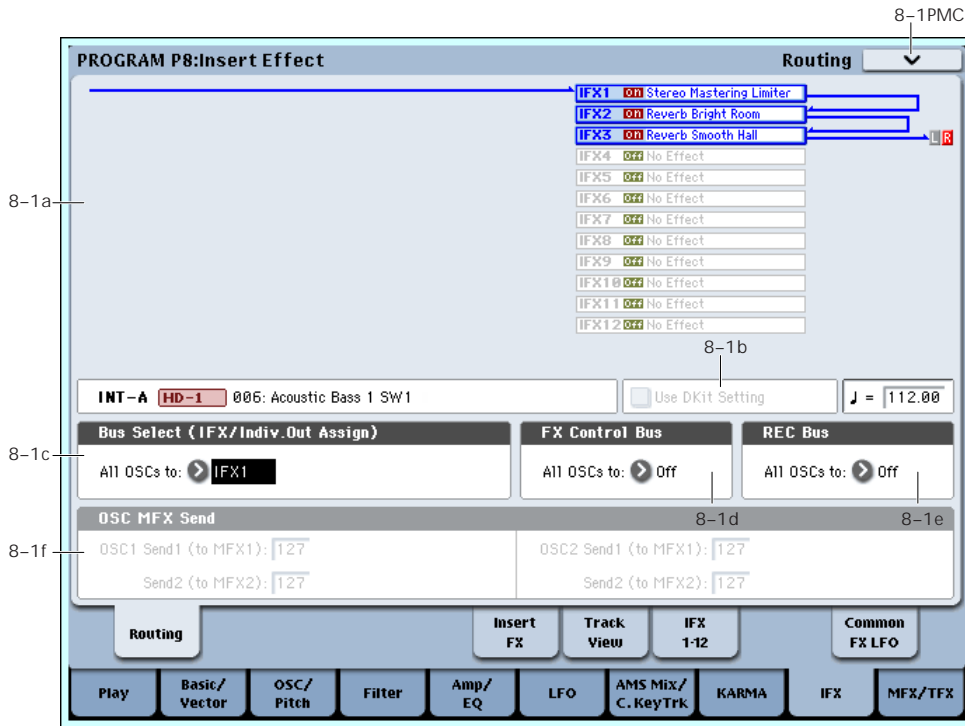 8–1PMC
PROGRAM P8:Insert Effect
Routing
IFX1 On Stereo Mastering Limiter
IFX2 On Reverb Bright Room
IFX3 On Reverb Smooth Hall
L R
IFX4 Off No Effect
IFX5 Off No Effect
IFX6 Off No Effect
8–1a
IFX7 Off No Effect
IFX8 Off No Effect
IFX9 Off No Effect
IFX10 Off No Effect
IFX11 Off No Effect
IFX12 Off No Effect
8–1b
INT-A HD-1 006: Acoustic Bass 1 SW1
Use DKit Setting
♩ = 112.00
Bus Select (IFX/Indiv.Out Assign)
FX Control Bus
REC Bus
8–1c
All OSCs to: IFX1
All OSCs to: Off
All OSCs to: Off
OSC MFX Send
8–1d
8–1e
8–1f
OSC1 Send1 (to MFX1): 127
OSC2 Send1 (to MFX1): 127
Send2 (to MFX2): 127
Send2 (to MFX2): 127
Routing
Insert FX
Track View
IFX 1-12
Common FX LFO
Play
Basic/ Vector
OSC/ Pitch
Filter
Amp/ EQ
LFO
AMS Mix/ C.KeyTrk
KARMA
IFX
MFX/TFX